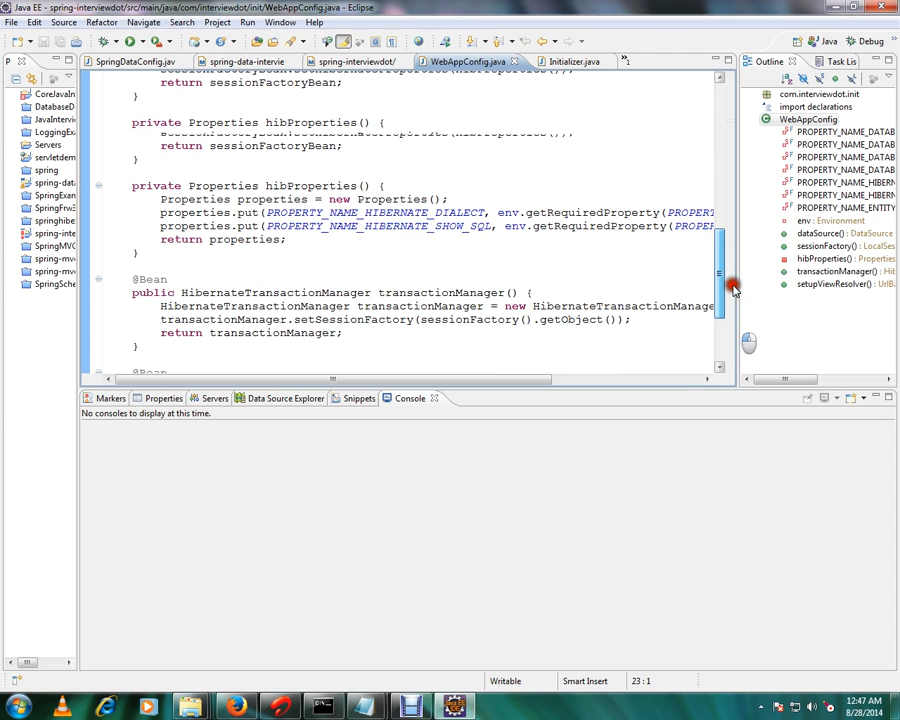 Java EE - spring-interviewdot/src/main/java/com/interviewdot/init/WebAppConfig.java - Eclipse
File Edit Source Refactor Navigate Search Project Run Window Help
Java Debug
P SpringDataConfig.jav spring-data-intervie spring-interviewdot/ WebAppConfig.java Initializer.java »1 Outline Task Lis
CoreJavaIn
DatabaseD
JavaIntervi
LoggingEx
Servers
servletdem
spring
spring-dat
SpringExa
SpringFrw
springhibe
spring-inte
SpringMVC
spring-mv
spring-mv
SpringSche
return sessionFactoryBean;
}
private Properties hibProperties() {
return sessionFactoryBean;
}
private Properties hibProperties() {
Properties properties = new Properties();
properties.put(PROPERTY_NAME_HIBERNATE_DIALECT, env.getRequiredProperty(PROPERT
properties.put(PROPERTY_NAME_HIBERNATE_SHOW_SQL, env.getRequiredProperty(PROPER
return properties;
}
@Bean
public HibernateTransactionManager transactionManager() {
HibernateTransactionManager transactionManager = new HibernateTransactionManage
transactionManager.setSessionFactory(sessionFactory().getObject());
return transactionManager;
}
@Bean
com.interviewdot.init
import declarations
WebAppConfig
PROPERTY_NAME_DATAB
PROPERTY_NAME_DATAB
PROPERTY_NAME_DATAB
PROPERTY_NAME_DATAB
PROPERTY_NAME_HIBERN
PROPERTY_NAME_HIBERN
PROPERTY_NAME_ENTITY
env : Environment
dataSource() : DataSource
sessionFactory() : LocalSes
hibProperties() : Properties
transactionManager() : Hib
setupViewResolver() : UrlBa
Markers Properties Servers Data Source Explorer Snippets Console
No consoles to display at this time.
Writable Smart Insert 23 : 1
12:47 AM
8/28/2014